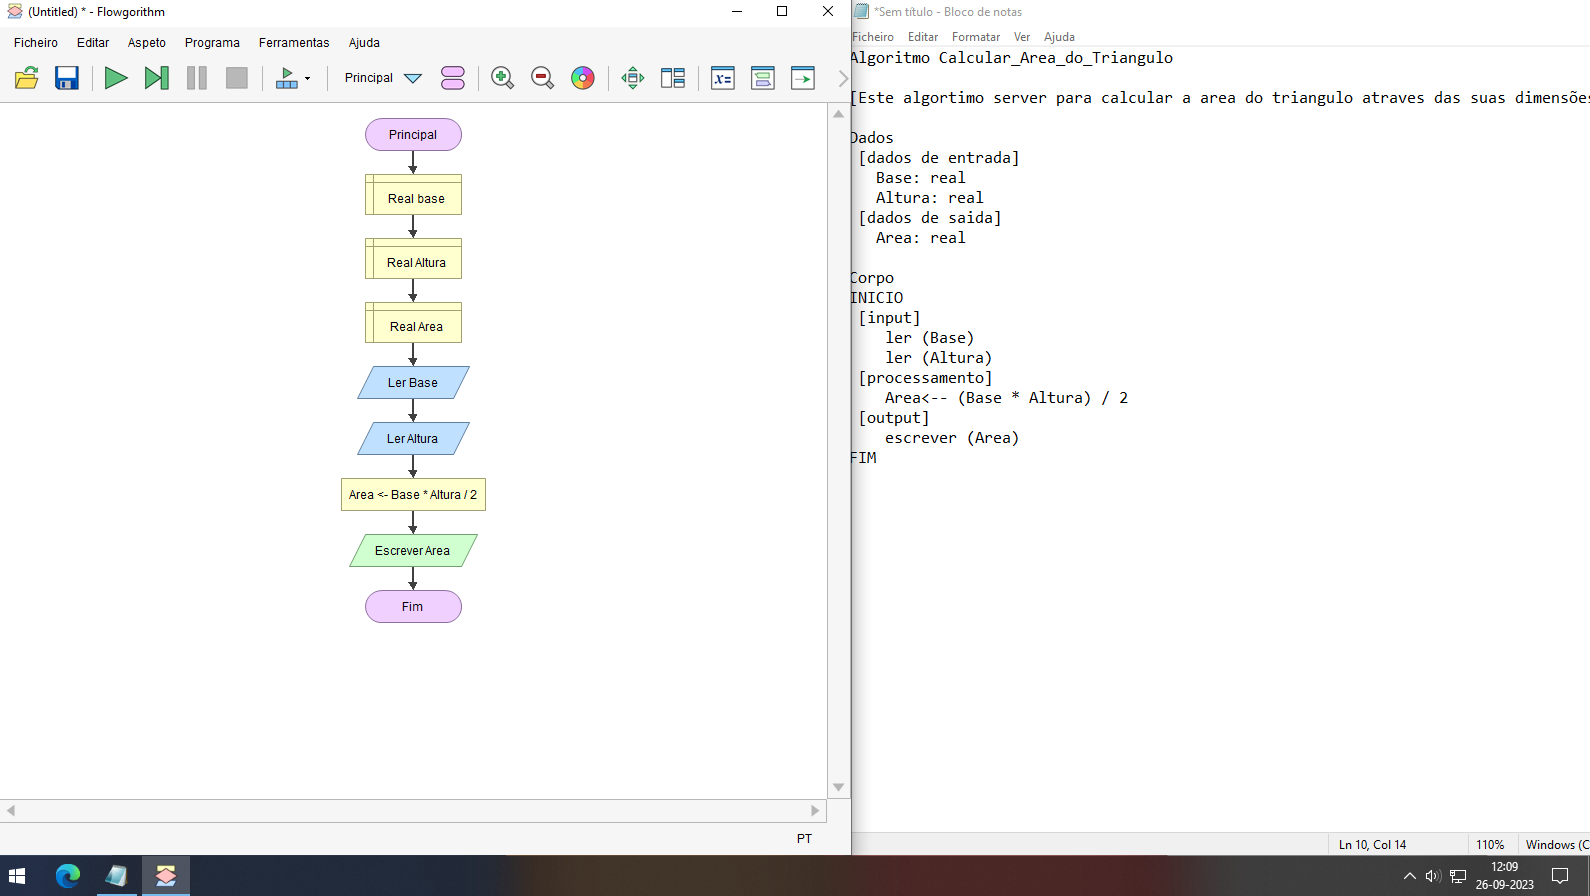 (Untitled) * - Flowgorithm
Ficheiro Editar Aspeto Programa Ferramentas Ajuda
Principal
Principal
Real base
Real Altura
Real Area
Ler Base
Ler Altura
Area <- Base * Altura / 2
Escrever Area
Fim
PT
*Sem título - Bloco de notas
Ficheiro Editar Formatar Ver Ajuda
Algoritmo Calcular_Area_do_Triangulo
[Este algortimo server para calcular a area do triangulo atraves das suas dimensões
Dados
[dados de entrada]
Base: real
Altura: real
[dados de saida]
Area: real
Corpo
INICIO
[input]
ler (Base)
ler (Altura)
[processamento]
Area<-- (Base * Altura) / 2
[output]
escrever (Area)
FIM
Ln 10, Col 14 110% Windows (C
12:09
26-09-2023